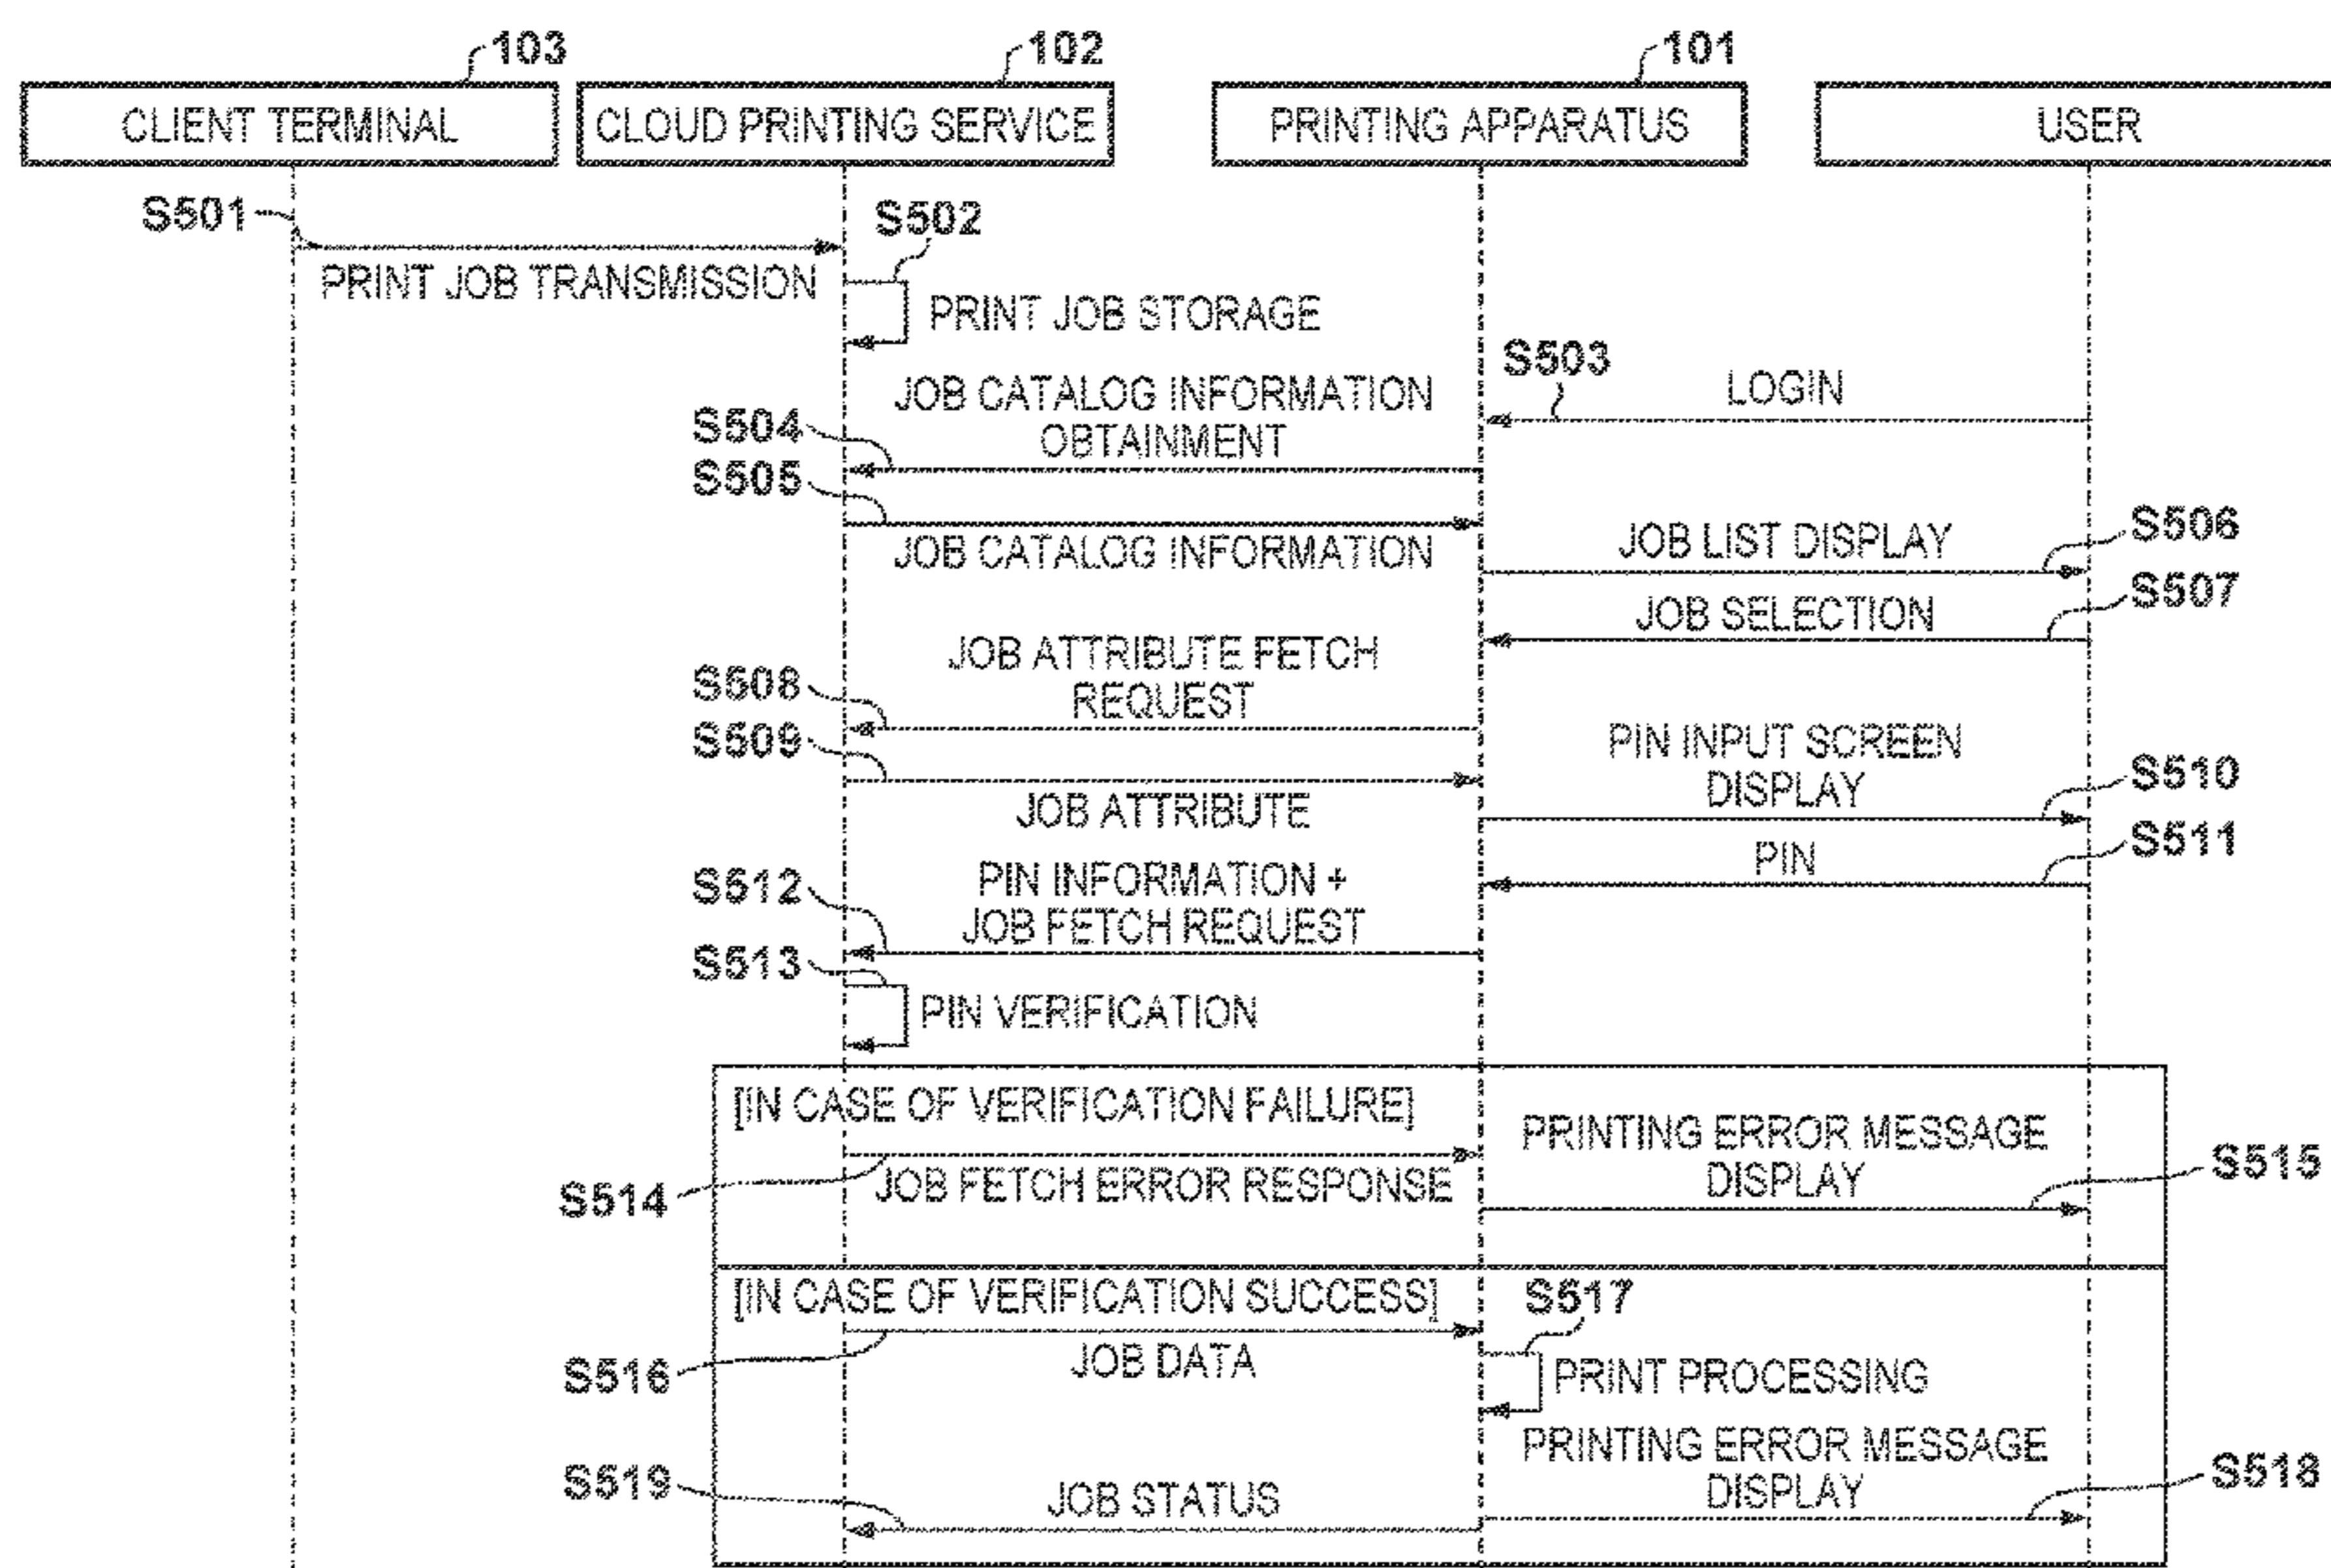 103
102
101
CLIENT TERMINAL
CLOUD PRINTING SERVICE
PRINTING APPARATUS
USER
S501
PRINT JOB TRANSMISSION
S502
PRINT JOB STORAGE
S503
LOGIN
JOB CATALOG INFORMATION
OBTAINMENT
S504
S505
JOB CATALOG INFORMATION
JOB LIST DISPLAY
S506
JOB SELECTION
S507
JOB ATTRIBUTE FETCH
REQUEST
S508
S509
JOB ATTRIBUTE
PIN INPUT SCREEN
DISPLAY
S510
PIN
S511
PIN INFORMATION +
JOB FETCH REQUEST
S512
S513
PIN VERIFICATION
[IN CASE OF VERIFICATION FAILURE]
S514
JOB FETCH ERROR RESPONSE
PRINTING ERROR MESSAGE
DISPLAY
S515
[IN CASE OF VERIFICATION SUCCESS]
S516
JOB DATA
S517
PRINT PROCESSING
PRINTING ERROR MESSAGE
DISPLAY
S518
S519
JOB STATUS